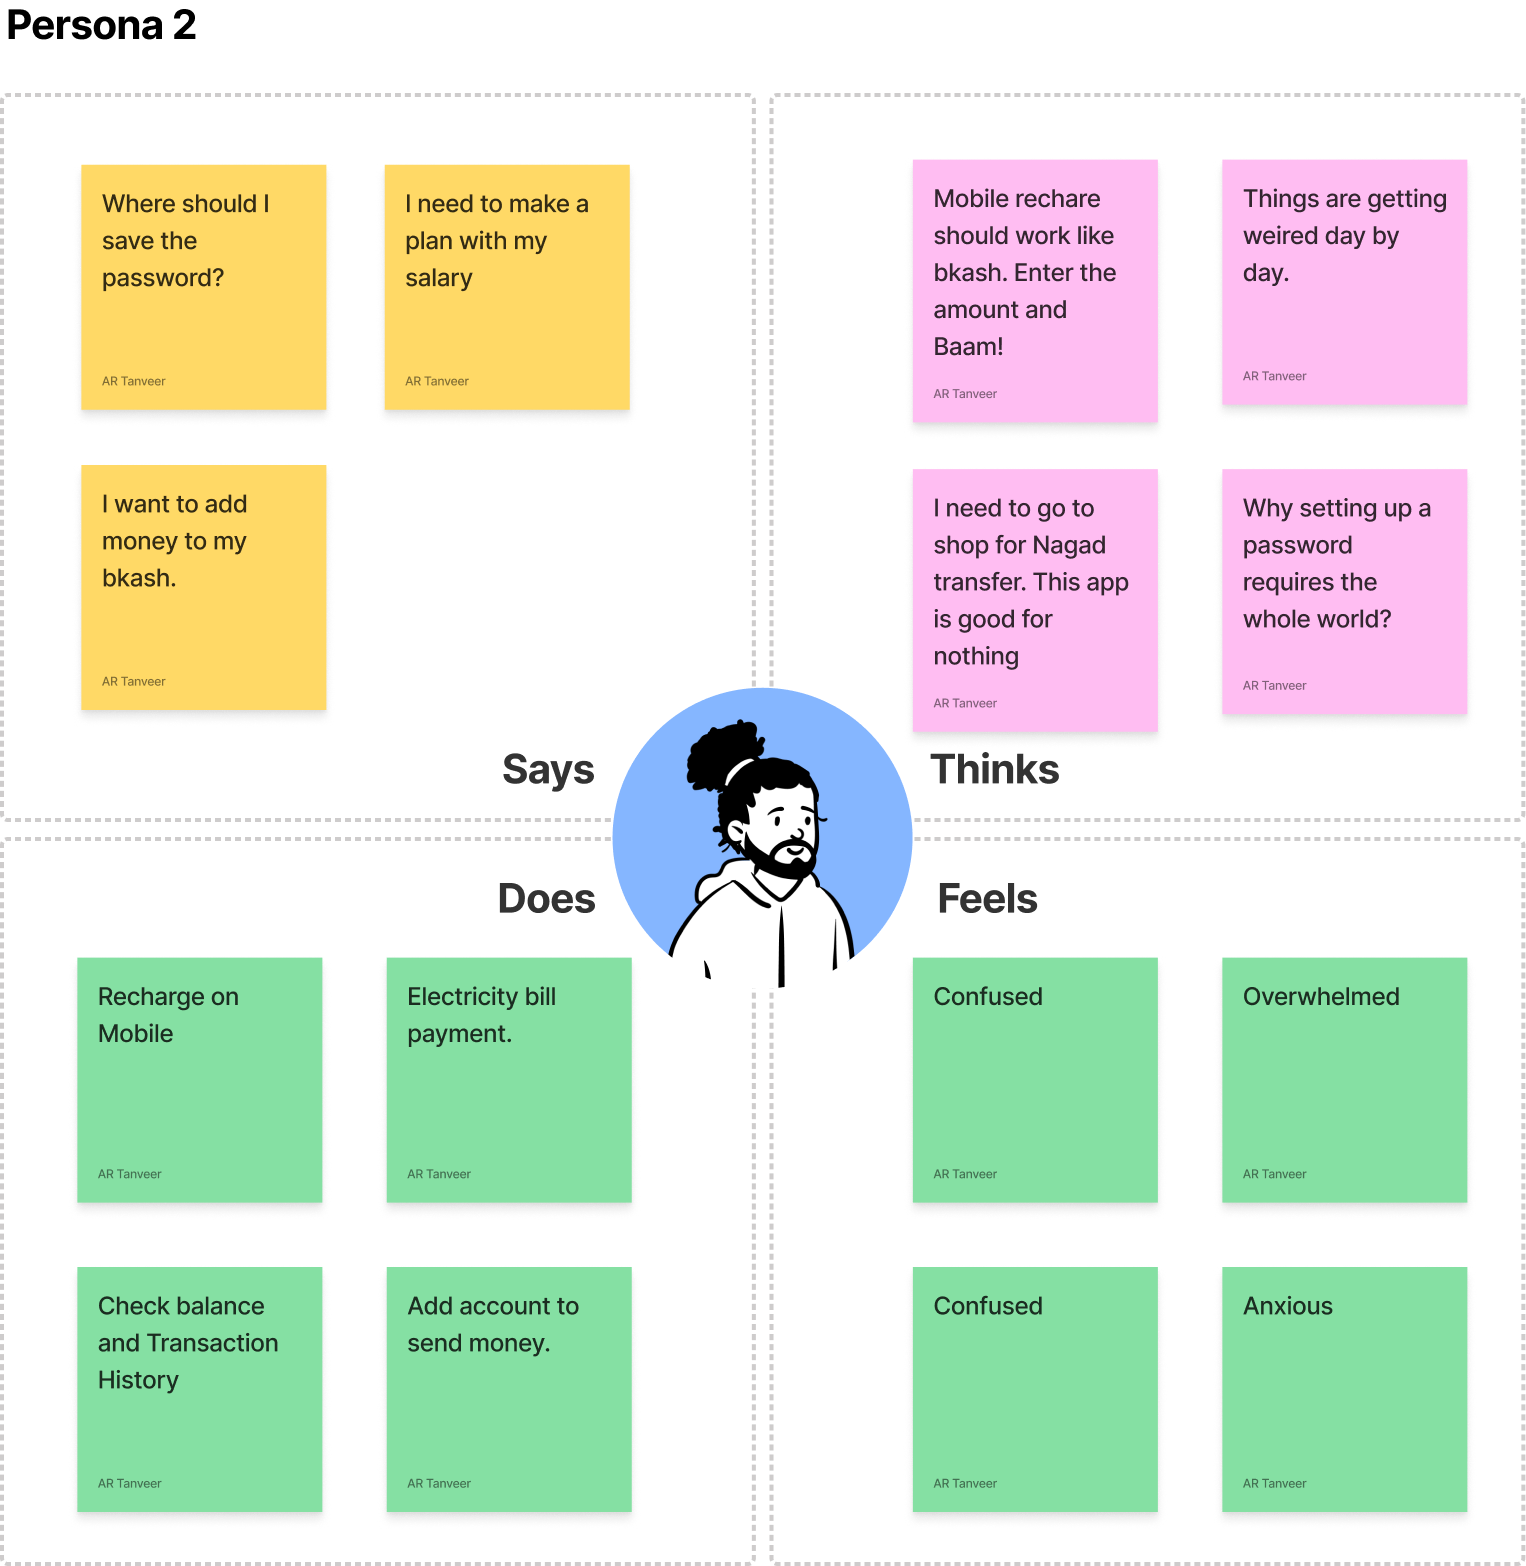 Persona 2
Where should I
save the
password?
AR Tanveer
I need to make a
plan with my
salary
AR Tanveer
I want to add
money to my
bkash.
AR Tanveer
Says
Mobile rechare
should work like
bkash. Enter the
amount and
Baam!
AR Tanveer
Things are getting
weired day by
day.
AR Tanveer
I need to go to
shop for Nagad
transfer. This app
is good for
nothing
AR Tanveer
Why setting up a
password
requires the
whole world?
AR Tanveer
Thinks
Does
Recharge on
Mobile
AR Tanveer
Electricity bill
payment.
AR Tanveer
Check balance
and Transaction
History
AR Tanveer
Add account to
send money.
AR Tanveer
Feels
Confused
AR Tanveer
Overwhelmed
AR Tanveer
Confused
AR Tanveer
Anxious
AR Tanveer